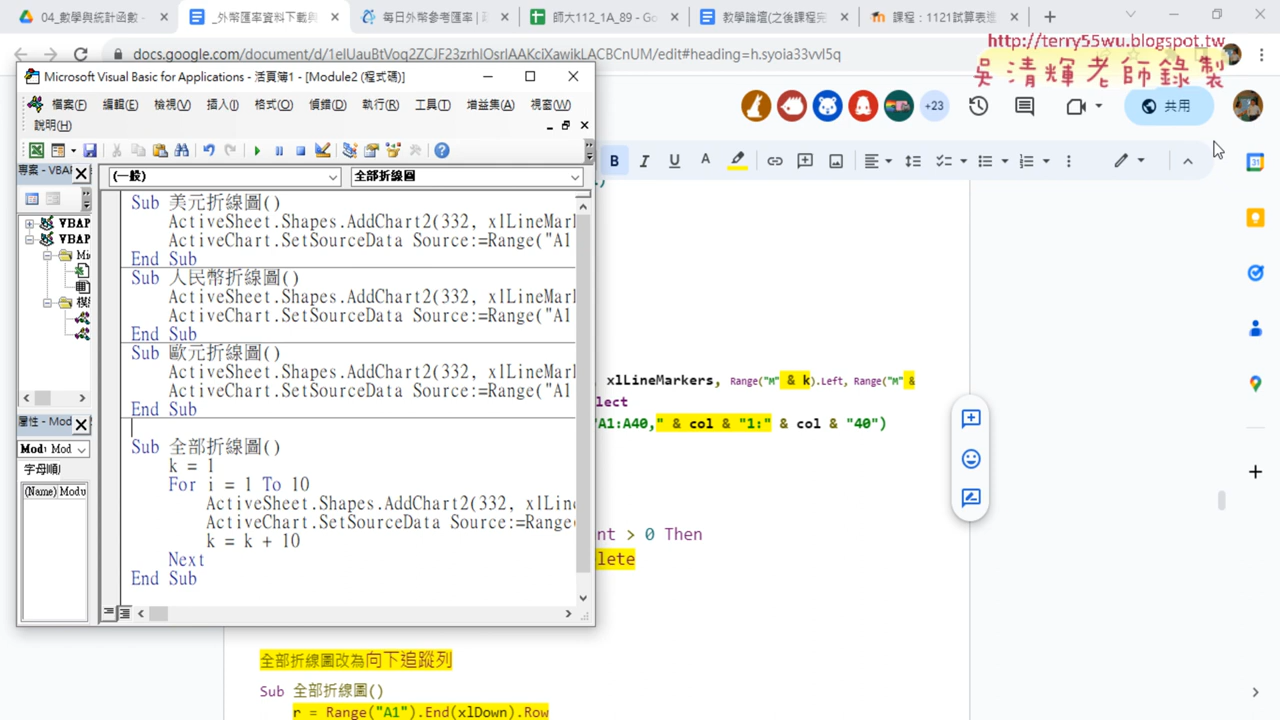 04_數學與統計函數 -
_外幣匯率資料下載與
每日外幣參考匯率 |
師大112_1A_89 - Go
教學論壇(之後課程完
課程：1121試算表進
docs.google.com/document/d/1elUauBtVoq2ZCJF23zrhlOsrIAAKciXawikLACBCnUM/edit#heading=h.syoia33vvl5q
http://terry55wu.blogspot.tw
吳清輝老師錄製
Microsoft Visual Basic for Applications - 活頁簿1 - [Module2 (程式碼)]
檔案(F) 編輯(E) 檢視(V) 插入(I) 格式(O) 偵錯(D) 執行(R) 工具(T) 增益集(A) 視窗(W)
說明(H)
+23
共用
專案 - VBAF
(一般)
全部折線圖
VBAP
VBAP
Mi
模
屬性 - Mod
Mod
字母順
(Name) Modu
Sub 美元折線圖()
ActiveSheet.Shapes.AddChart2(332, xlLineMar
ActiveChart.SetSourceData Source:=Range("A1
End Sub
Sub 人民幣折線圖()
ActiveSheet.Shapes.AddChart2(332, xlLineMar
ActiveChart.SetSourceData Source:=Range("A1
End Sub
Sub 歐元折線圖()
ActiveSheet.Shapes.AddChart2(332, xlLineMar
ActiveChart.SetSourceData Source:=Range("A1
End Sub
Sub 全部折線圖()
k = 1
For i = 1 To 10
ActiveSheet.Shapes.AddChart2(332, xlLin
ActiveChart.SetSourceData Source:=Range
k = k + 10
Next
End Sub
xlLineMarkers, Range("M" & k).Left, Range("M" &
lect
"A1:A40," & col & "1:" & col & "40")
nt > 0 Then
lete
全部折線圖改為向下追蹤列
Sub 全部折線圖()
r = Range("A1").End(xlDown).Row